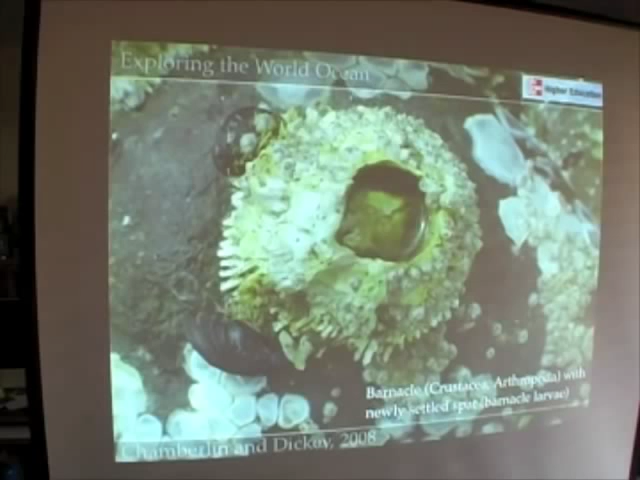 Exploring the World Ocean
Higher Education
Barnacle (Crustacea, Arthropoda) with
newly settled spat (barnacle larvae)
Chamberlin and Dickey, 2008